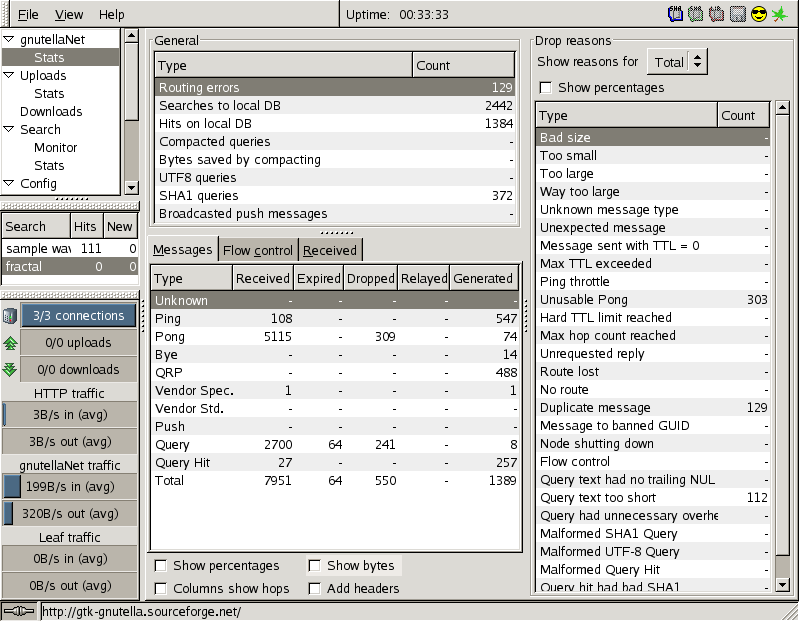 File View Help Uptime: 00:33:33
gnutellaNet
Stats
Uploads
Stats
Downloads
Search
Monitor
Stats
Config
Search Hits New
sample wav 111 0
fractal 0 0
3/3 connections
0/0 uploads
0/0 downloads
HTTP traffic
3B/s in (avg)
3B/s out (avg)
gnutellaNet traffic
199B/s in (avg)
320B/s out (avg)
Leaf traffic
0B/s in (avg)
0B/s out (avg)
General
Type Count
Routing errors 129
Searches to local DB 2442
Hits on local DB 1384
Compacted queries -
Bytes saved by compacting -
UTF8 queries -
SHA1 queries 372
Broadcasted push messages -
Messages Flow control Received
Type Received Expired Dropped Relayed Generated
Unknown - - - - -
Ping 108 - - - 547
Pong 5115 - 309 - 74
Bye - - - - 14
QRP - - - - 488
Vendor Spec. 1 - - - 1
Vendor Std. - - - - -
Push - - - - -
Query 2700 64 241 - 8
Query Hit 27 - - - 257
Total 7951 64 550 - 1389
Show percentages Show bytes
Columns show hops Add headers
Drop reasons
Show reasons for Total
Show percentages
Type Count
Bad size -
Too small -
Too large -
Way too large -
Unknown message type -
Unexpected message -
Message sent with TTL = 0 -
Max TTL exceeded -
Ping throttle -
Unusable Pong 303
Hard TTL limit reached -
Max hop count reached -
Unrequested reply -
Route lost -
No route -
Duplicate message 129
Message to banned GUID -
Node shutting down -
Flow control -
Query text had no trailing NUL -
Query text too short 112
Query had unnecessary overhe -
Malformed SHA1 Query -
Malformed UTF-8 Query -
Malformed Query Hit -
Query hit had bad SHA1 -
http://gtk-gnutella.sourceforge.net/